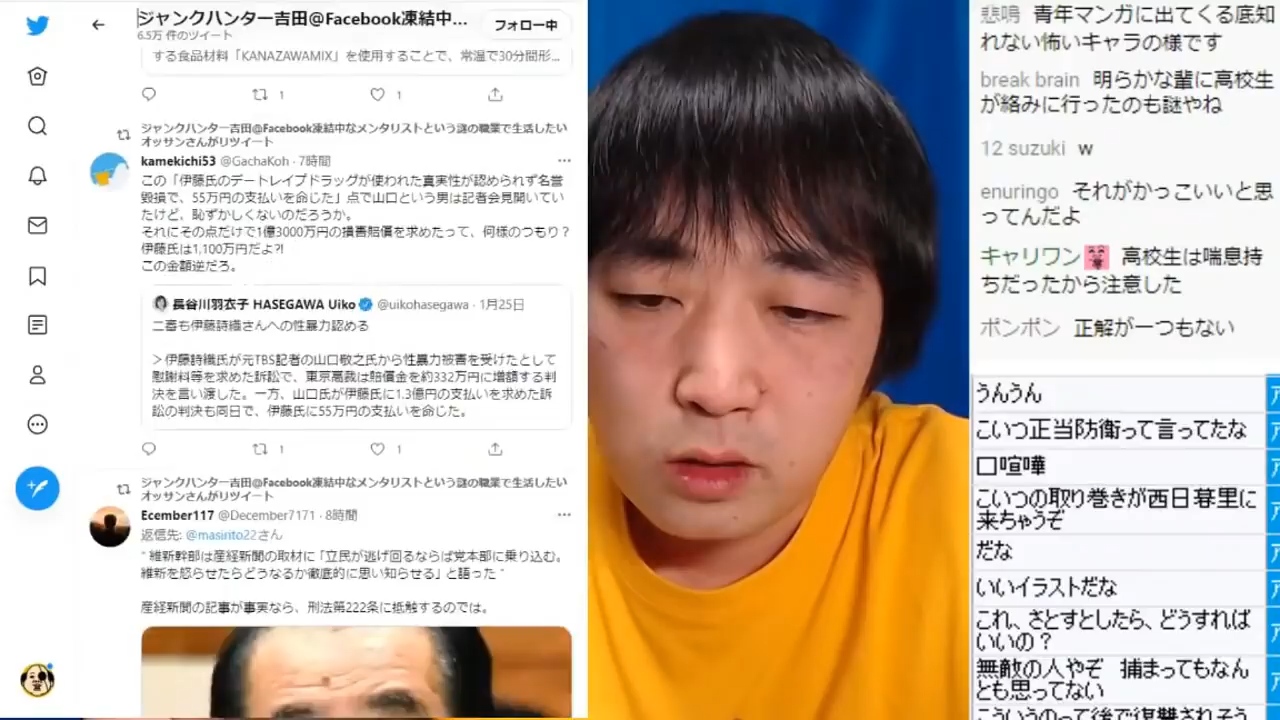 ジャンクハンター吉田@Facebook凍結中...
6.5万 件のツイート
フォロー中
する食品材料「KANAZAWAMIX」を使用することで、常温で30分間形...
1
1
ジャンクハンター吉田@Facebook凍結中なメンタリストという謎の職業で生活したい
オッサンさんがリツイート
kamekichi53 @GachaKoh · 7時間
この「伊藤氏のデートレイプドラッグが使われた真実性が認められず名誉
毀損で、55万円の支払いを命じた」点で山口という男は記者会見開いてい
たけど、恥ずかしくないのだろうか。
それにその点だけで1億3000万円の損害賠償を求めたって、何様のつもり？
伊藤氏は1,100万円だよ?!
この金額逆だろ。
長谷川羽衣子 HASEGAWA Uiko @uikohasegawa · 1月25日
二審も伊藤詩織さんへの性暴力認める
＞伊藤詩織氏が元TBS記者の山口敬之氏から性暴力被害を受けたとして
慰謝料等を求めた訴訟で、東京高裁は賠償金を約332万円に増額する判
決を言い渡した。一方、山口氏が伊藤氏に1.3億円の支払いを求めた訴
訟の判決も同日で、伊藤氏に55万円の支払いを命じた。
1
1
ジャンクハンター吉田@Facebook凍結中なメンタリストという謎の職業で生活したい
オッサンさんがリツイート
Ecember117 @December7171 · 8時間
返信先: @masirito22さん
" 維新幹部は産経新聞の取材に「立民が逃げ回るならば党本部に乗り込む。
維新を怒らせたらどうなるか徹底的に思い知らせる」と語った "
産経新聞の記事が事実なら、刑法第222条に抵触するのでは。
悲鳴 青年マンガに出てくる底知
れない怖いキャラの様です
break brain 明らかな輩に高校生
が絡みに行ったのも謎やね
12 suzuki w
enuringo それがかっこいいと思
ってんだよ
キャリワン 高校生は喘息持
ちだったから注意した
ポンポン 正解が一つもない
うんうん
こいつ正当防衛って言ってたな
口喧嘩
こいつの取り巻きが西日暮里に
来ちゃうぞ
だな
いいイラストだな
これ、さとすとしたら、どうすれば
いいの？
無敵の人やぞ 捕まってもなん
とも思ってない
こういうのって後で復讐されそう